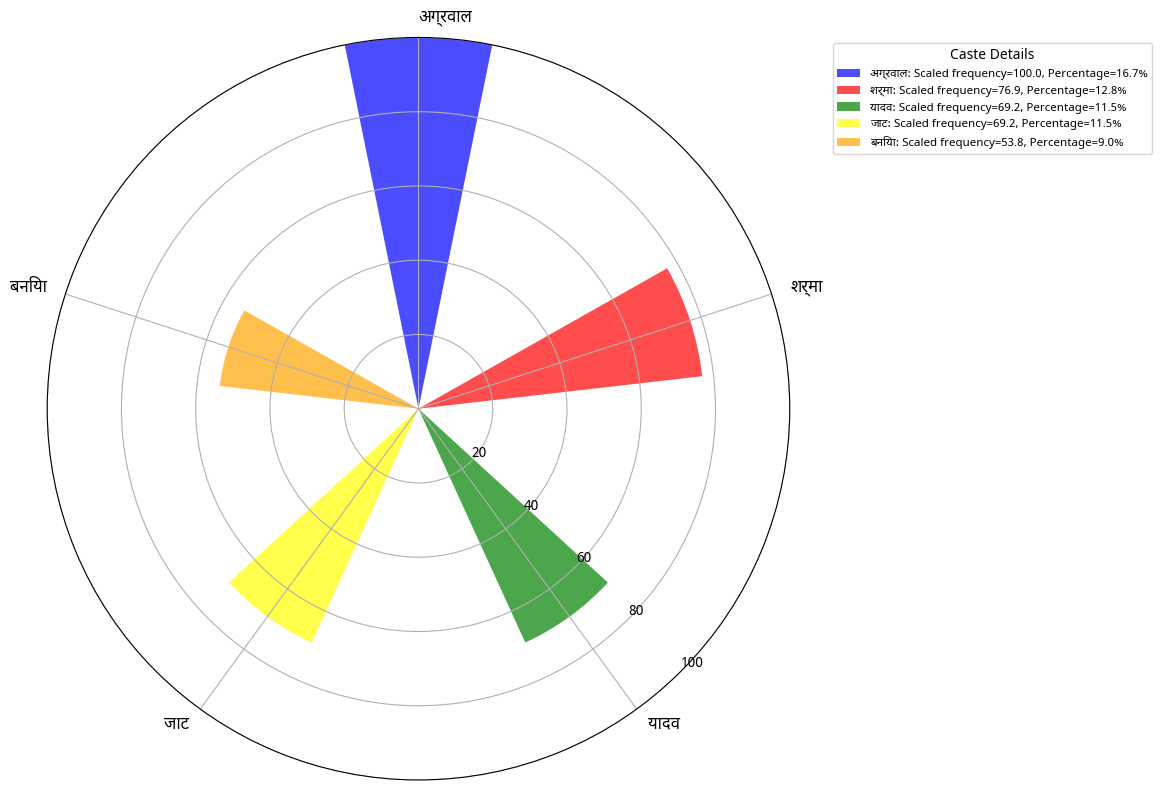 अग्रवाल
Caste Details
अग्रवाल: Scaled frequency=100.0, Percentage=16.7%
शर्मा: Scaled frequency=76.9, Percentage=12.8%
यादव: Scaled frequency=69.2, Percentage=11.5%
जाट: Scaled frequency=69.2, Percentage=11.5%
बनिया: Scaled frequency=53.8, Percentage=9.0%
बनिया
शर्मा
20
40
60
80
100
जाट
यादव